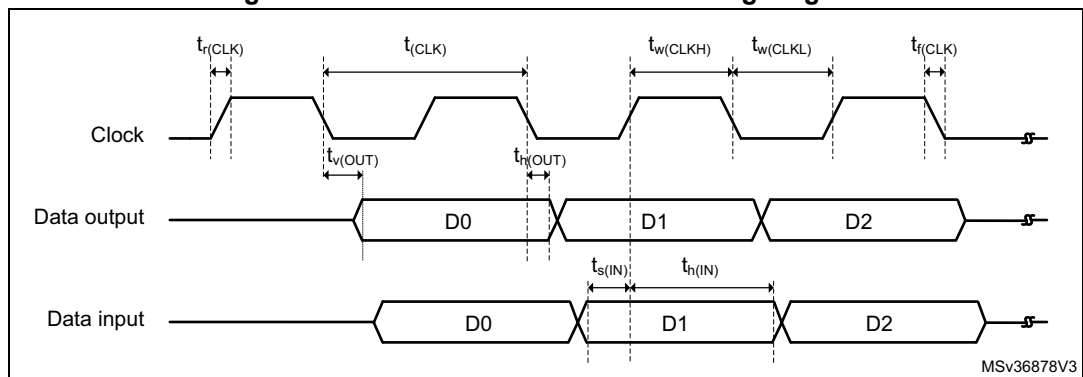 t_r(CLK) t_(CLK) t_w(CLKH) t_w(CLKL) t_f(CLK)
Clock
t_v(OUT) t_h(OUT)
Data output D0 D1 D2
t_s(IN) t_h(IN)
Data input D0 D1 D2
MSv36878V3